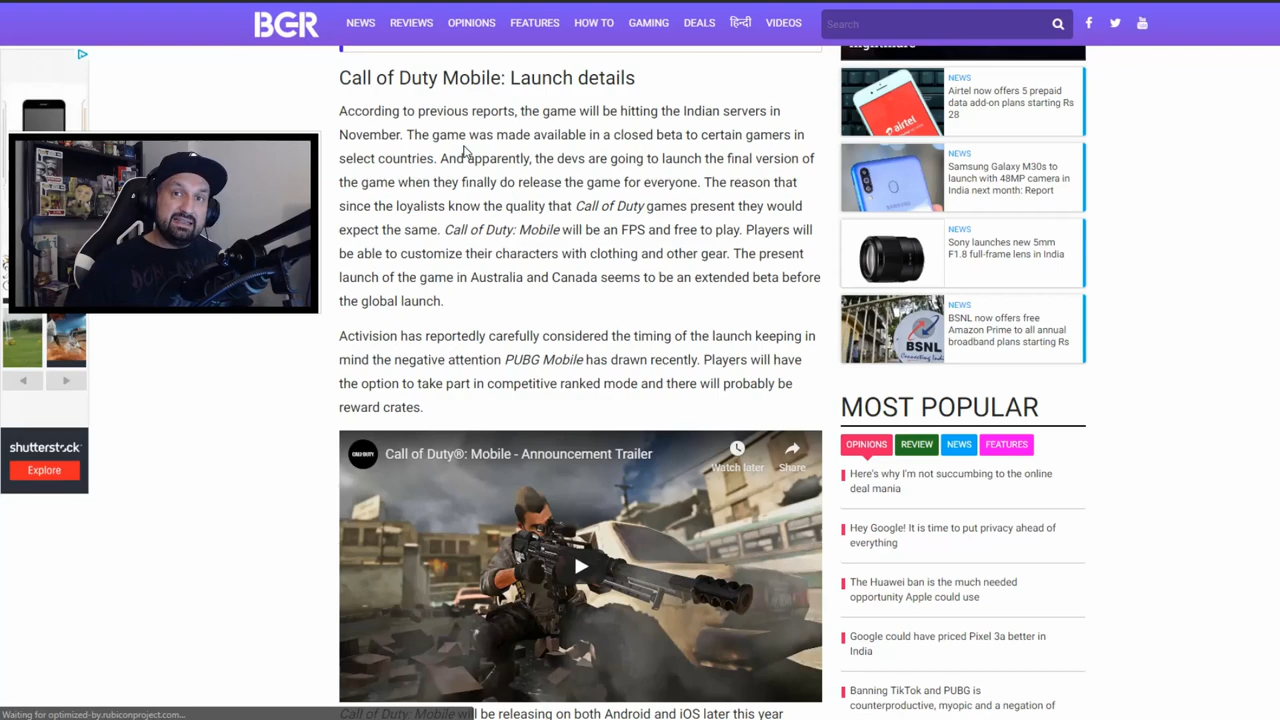 BGR
NEWS
REVIEWS
OPINIONS
FEATURES
HOW TO
GAMING
DEALS
हिन्दी
VIDEOS
Search
Call of Duty Mobile: Launch details
According to previous reports, the game will be hitting the Indian servers in
November. The game was made available in a closed beta to certain gamers in
select countries. And apparently, the devs are going to launch the final version of
the game when they finally do release the game for everyone. The reason that
since the loyalists know the quality that Call of Duty games present they would
expect the same. Call of Duty: Mobile will be an FPS and free to play. Players will
be able to customize their characters with clothing and other gear. The present
launch of the game in Australia and Canada seems to be an extended beta before
the global launch.
Activision has reportedly carefully considered the timing of the launch keeping in
mind the negative attention PUBG Mobile has drawn recently. Players will have
the option to take part in competitive ranked mode and there will probably be
reward crates.
CALL OF DUTY
Call of Duty®: Mobile - Announcement Trailer
Watch later
Share
Call of Duty: Mobile will be releasing on both Android and iOS later this year
NEWS
Airtel now offers 5 prepaid
data add-on plans starting Rs
28
airtel
NEWS
Samsung Galaxy M30s to
launch with 48MP camera in
India next month: Report
NEWS
Sony launches new 5mm
F1.8 full-frame lens in India
NEWS
BSNL now offers free
Amazon Prime to all annual
broadband plans starting Rs
BSNL
MOST POPULAR
OPINIONS
REVIEW
NEWS
FEATURES
Here's why I'm not succumbing to the online
deal mania
Hey Google! It is time to put privacy ahead of
everything
The Huawei ban is the much needed
opportunity Apple could use
Google could have priced Pixel 3a better in
India
Banning TikTok and PUBG is
counterproductive, myopic and a negation of
shutterstock
Explore
Waiting for optimized-by.rubiconproject.com...